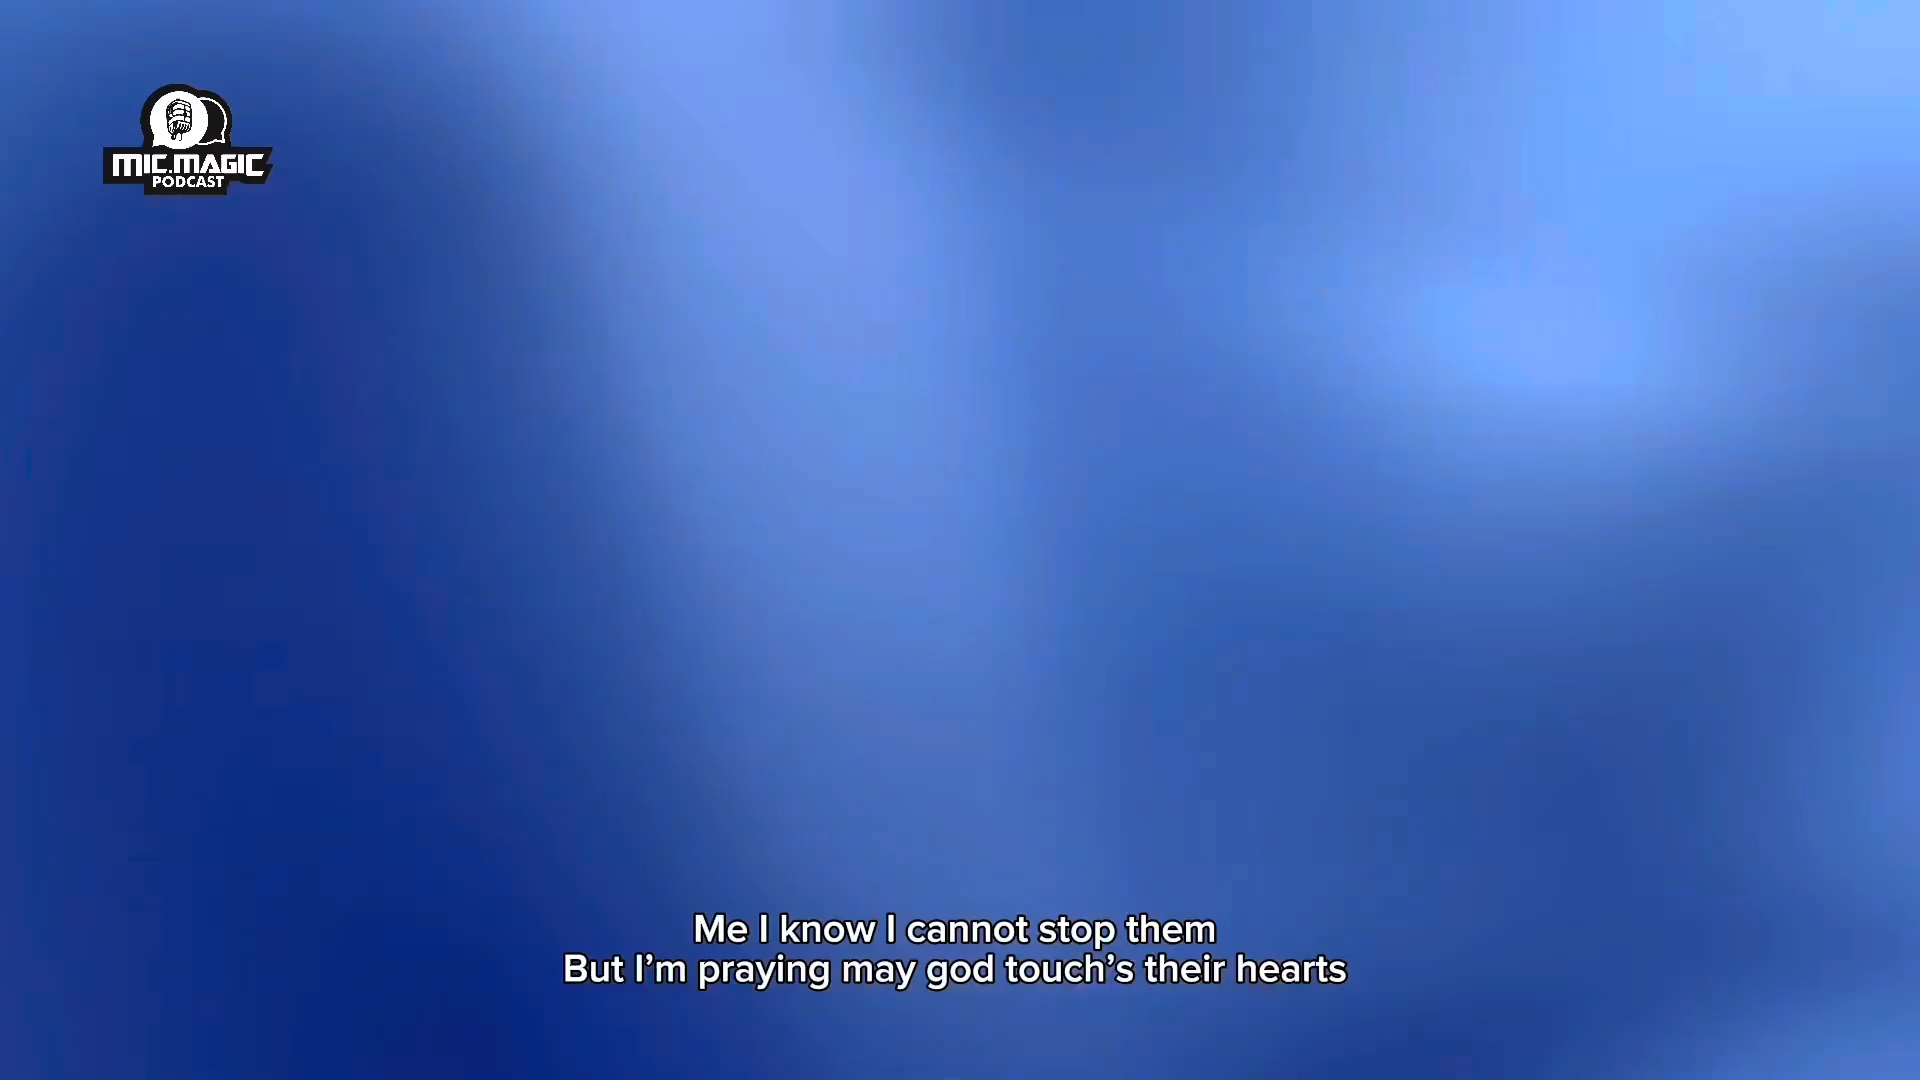 MIC.MAGIC
PODCAST
Me I know I cannot stop them
But I’m praying may god touch’s their hearts